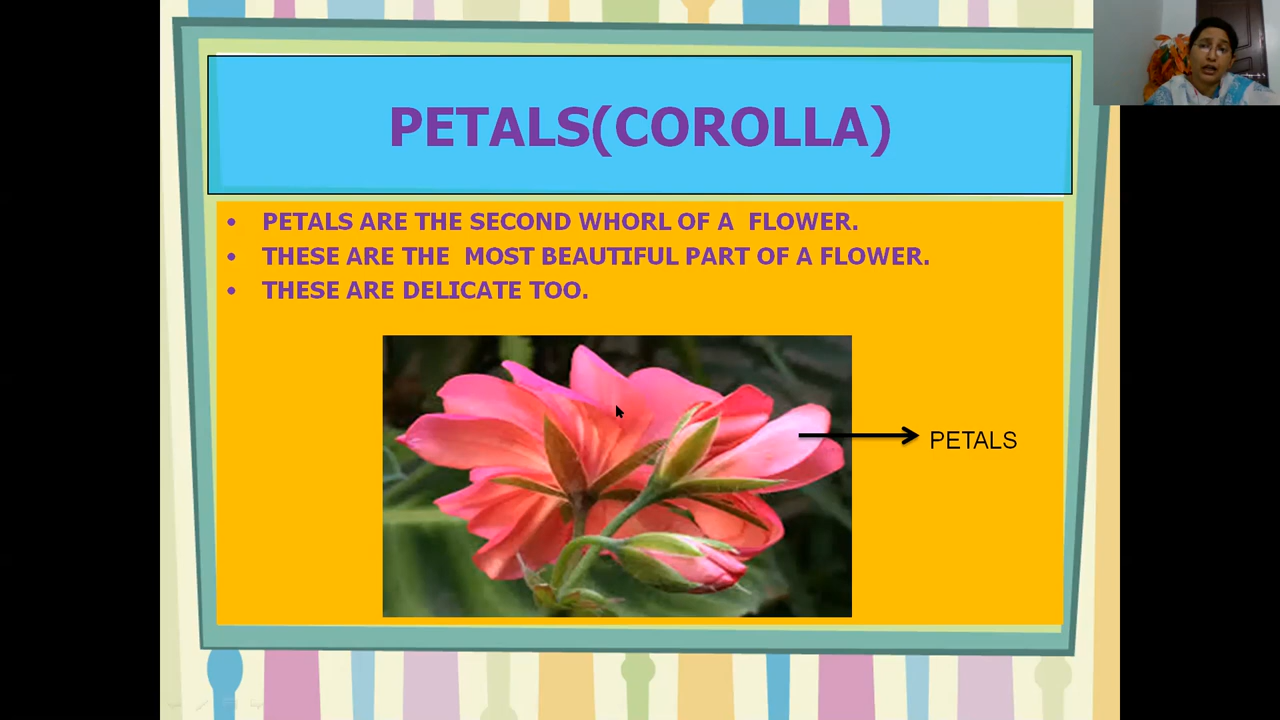 PETALS(COROLLA)
• PETALS ARE THE SECOND WHORL OF A FLOWER.
• THESE ARE THE MOST BEAUTIFUL PART OF A FLOWER.
• THESE ARE DELICATE TOO.
PETALS